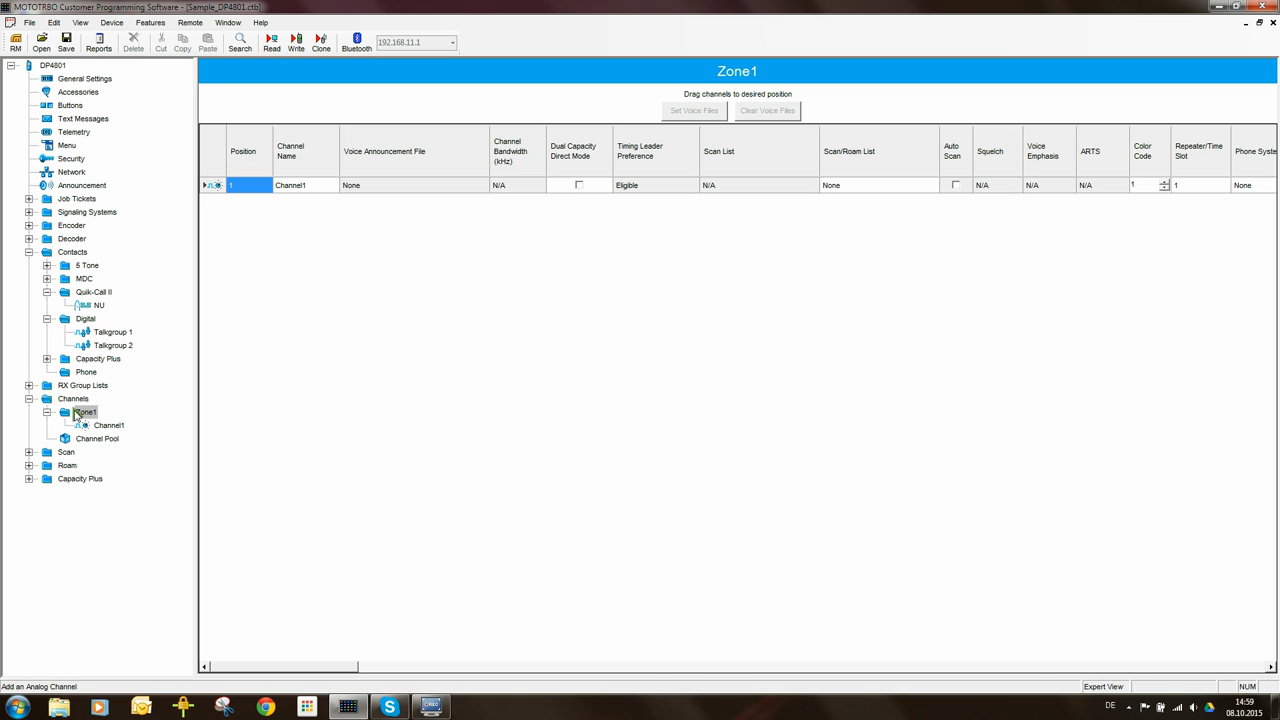 MOTOTRBO Customer Programming Software - [Sample_DP4801.ctb]
File Edit View Device Features Remote Window Help
RM Open Save Reports Delete Cut Copy Paste Search Read Write Clone Bluetooth 192.168.11.1
DP4801
General Settings
Accessories
Buttons
Text Messages
Telemetry
Menu
Security
Network
Announcement
Job Tickets
Signaling Systems
Encoder
Decoder
Contacts
5 Tone
MDC
Quik-Call II
NU
Digital
Talkgroup 1
Talkgroup 2
Capacity Plus
Phone
RX Group Lists
Channels
Zone1
Channel1
Channel Pool
Scan
Roam
Capacity Plus
Zone1
Drag channels to desired position
Set Voice Files Clear Voice Files
Position Channel Name Voice Announcement File Channel Bandwidth (kHz) Dual Capacity Direct Mode Timing Leader Preference Scan List Scan/Roam List Auto Scan Squelch Voice Emphasis ARTS Color Code Repeater/Time Slot Phone Syste
1 Channel1 None N/A Eligible N/A None N/A N/A N/A 1 1 None
Add an Analog Channel Expert View NUM
DE 14:59
08.10.2015